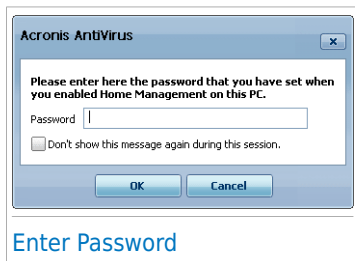 Acronis AntiVirus
Please enter here the password that you have set when
you enabled Home Management on this PC.
Password
Don't show this message again during this session.
OK Cancel
Enter Password